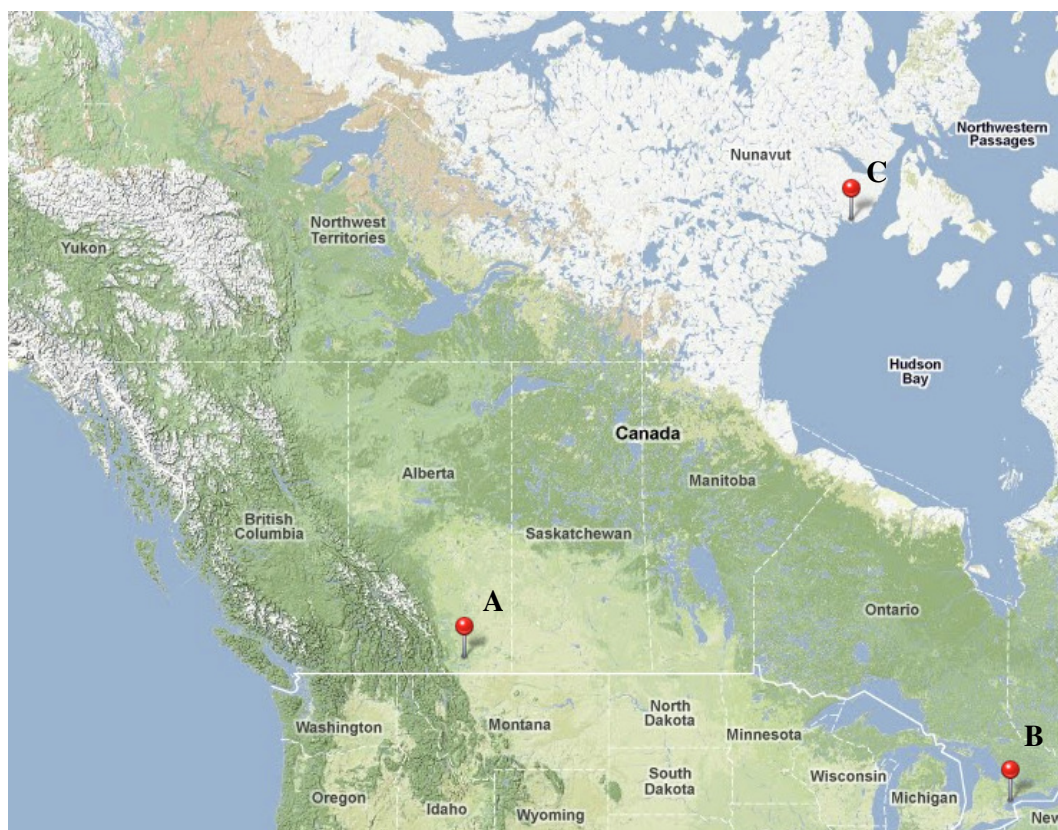 Northwestern
Passages
Nunavut
C
Northwest
Territories
Yukon
Hudson
Bay
Canada
Alberta
Manitoba
British
Columbia
Saskatchewan
A
Ontario
Washington
Montana
North
Dakota
Minnesota
B
Oregon
Idaho
Wyoming
South
Dakota
Wisconsin
Michigan
New